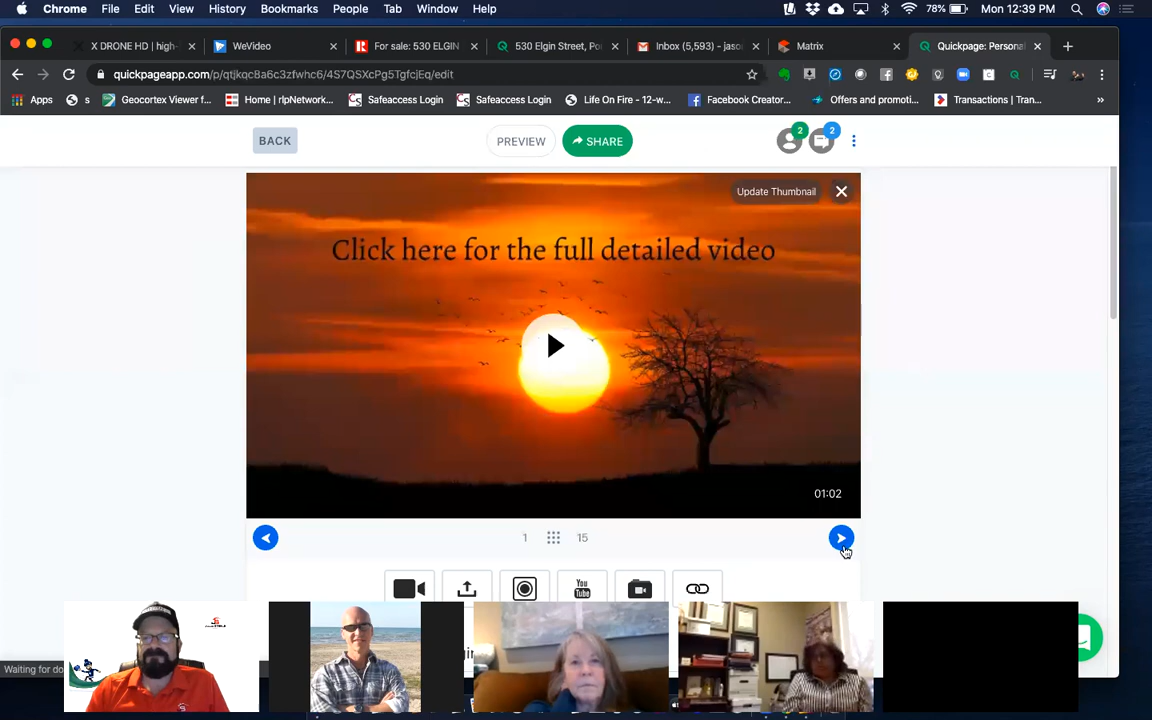 Chrome File Edit View History Bookmarks People Tab Window Help 78% Mon 12:39 PM
X DRONE HD | high- WeVideo For sale: 530 ELGIN 530 Elgin Street, Po Inbox (5,593) - jaso Matrix Quickpage: Personal
quickpageapp.com/p/qtjkqc8a6c3zfwhc6/4S7QSXcPg5TgfcjEq/edit
Apps s Geocortex Viewer f... Home | rlpNetwork... Safeaccess Login Safeaccess Login Life On Fire - 12-w... Facebook Creator... Offers and promoti... Transactions | Tran... »
BACK PREVIEW SHARE 2 2
Update Thumbnail
Click here for the full detailed video
01:02
1 15
You
Tube
Waiting for do